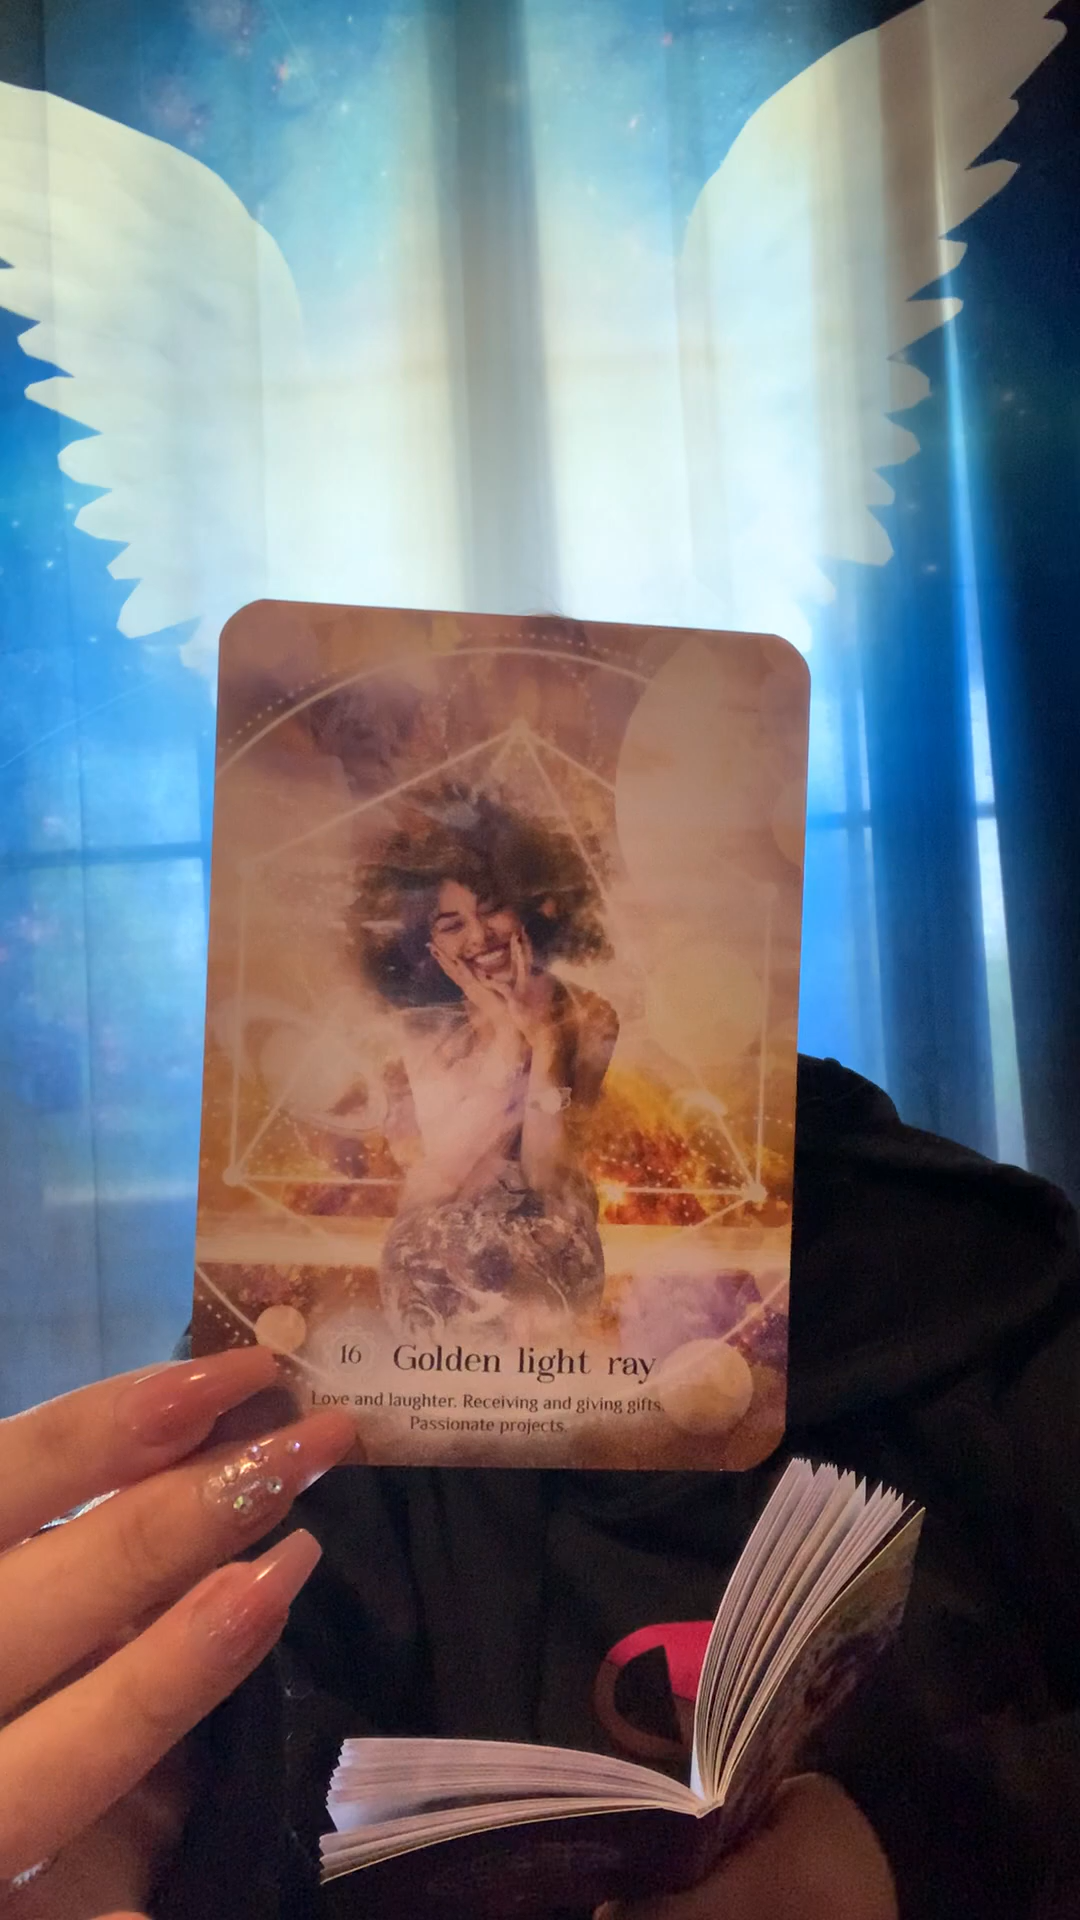 16 Golden light ray
Love and laughter. Receiving and giving gifts.
Passionate projects.